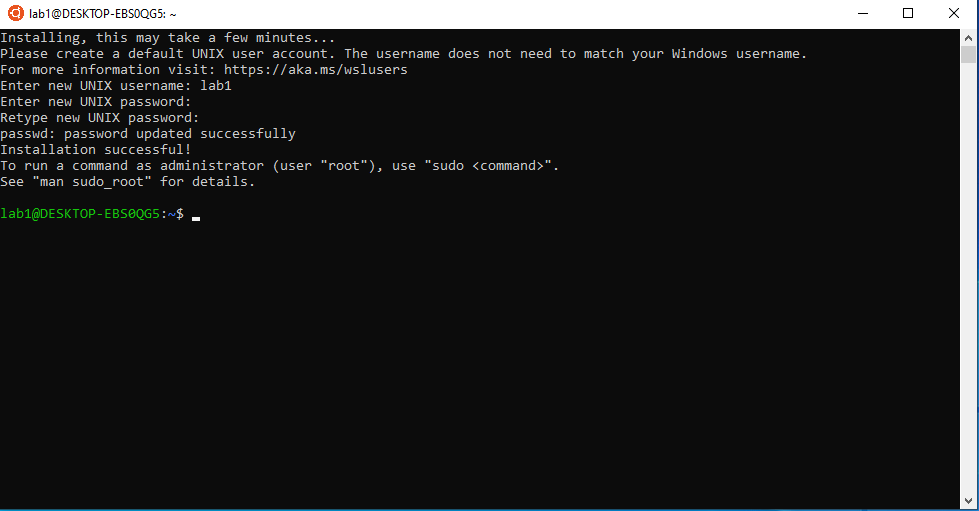 lab1@DESKTOP-EBS0QG5: ~
Installing, this may take a few minutes...
Please create a default UNIX user account. The username does not need to match your Windows username.
For more information visit: https://aka.ms/wslusers
Enter new UNIX username: lab1
Enter new UNIX password:
Retype new UNIX password:
passwd: password updated successfully
Installation successful!
To run a command as administrator (user "root"), use "sudo <command>".
See "man sudo_root" for details.
lab1@DESKTOP-EBS0QG5:~$